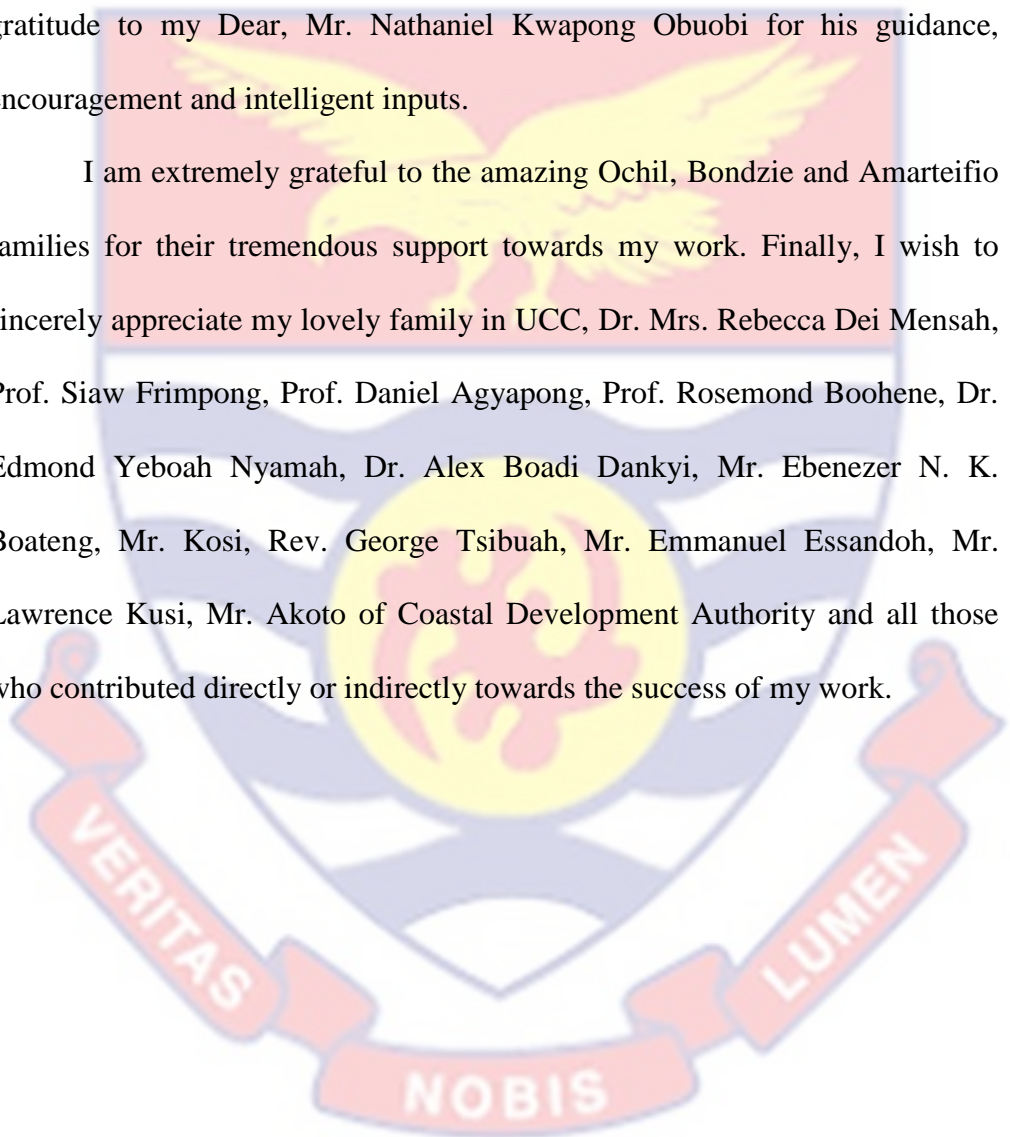 gratitude to my Dear, Mr. Nathaniel Kwapong Obuobi for his guidance,
encouragement and intelligent inputs.
I am extremely grateful to the amazing Ochil, Bondzie and Amarteifio
families for their tremendous support towards my work. Finally, I wish to
sincerely appreciate my lovely family in UCC, Dr. Mrs. Rebecca Dei Mensah,
Prof. Siaw Frimpong, Prof. Daniel Agyapong, Prof. Rosemond Boohene, Dr.
Edmond Yeboah Nyamah, Dr. Alex Boadi Dankyi, Mr. Ebenezer N. K.
Boateng, Mr. Kosi, Rev. George Tsibuah, Mr. Emmanuel Essandoh, Mr.
Lawrence Kusi, Mr. Akoto of Coastal Development Authority and all those
who contributed directly or indirectly towards the success of my work.
VERITAS
NOBIS
LUMEN